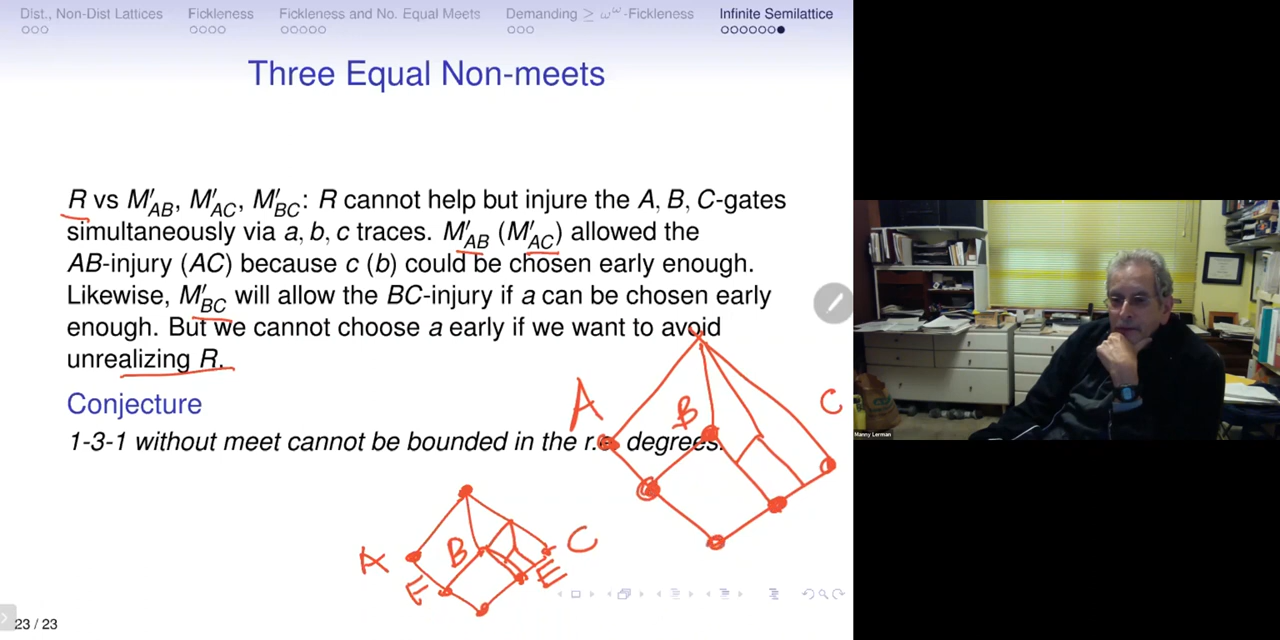 Dist., Non-Dist Lattices Fickleness Fickleness and No. Equal Meets Demanding ≥ ω^ω-Fickleness Infinite Semilattice
Three Equal Non-meets
R vs M′_AB, M′_AC, M′_BC: R cannot help but injure the A, B, C-gates
simultaneously via a, b, c traces. M′_AB (M′_AC) allowed the
AB-injury (AC) because c (b) could be chosen early enough.
Likewise, M′_BC will allow the BC-injury if a can be chosen early
enough. But we cannot choose a early if we want to avoid
unrealizing R.
Conjecture
1-3-1 without meet cannot be bounded in the r.e. degrees.
A B C
A B C
F E
23 / 23
Manny Lerman